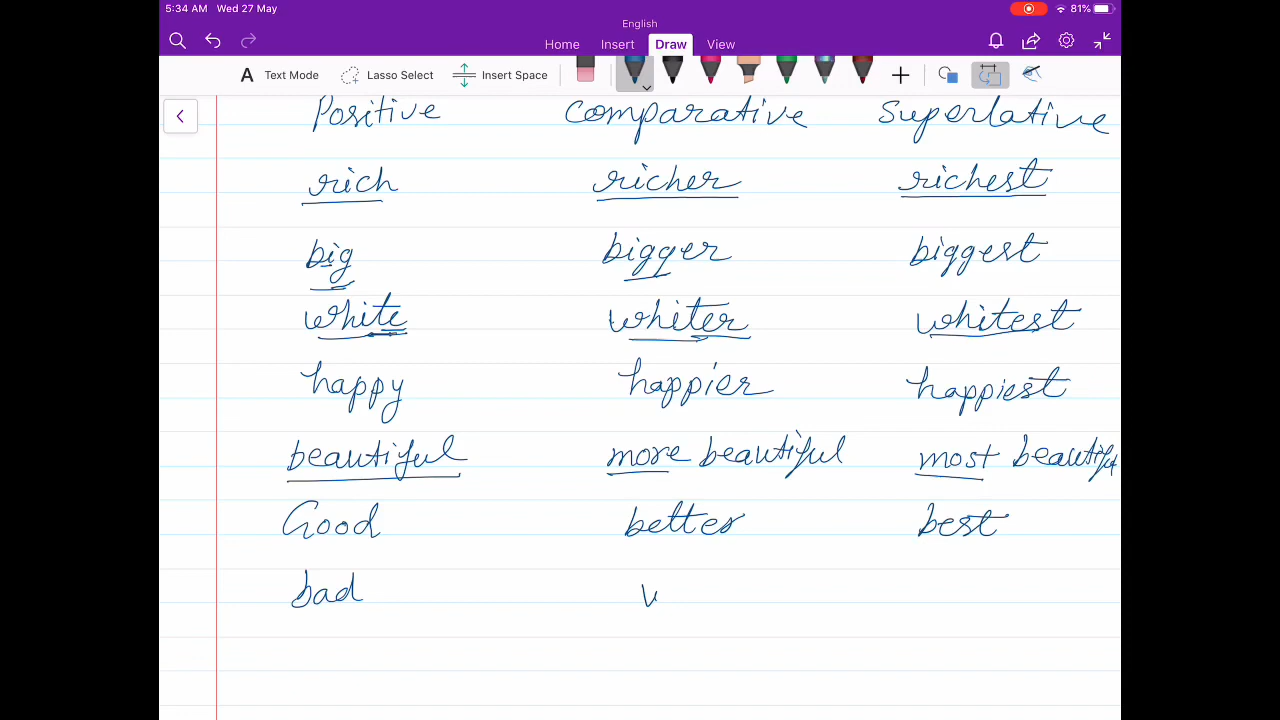 5:34 AM Wed 27 May 81%
English
Home Insert Draw View
A Text Mode Lasso Select Insert Space
Positive Comparative Superlative
rich richer richest
big bigger biggest
white whiter whitest
happy happier happiest
beautiful more beautiful most beautiful
Good better best
bad